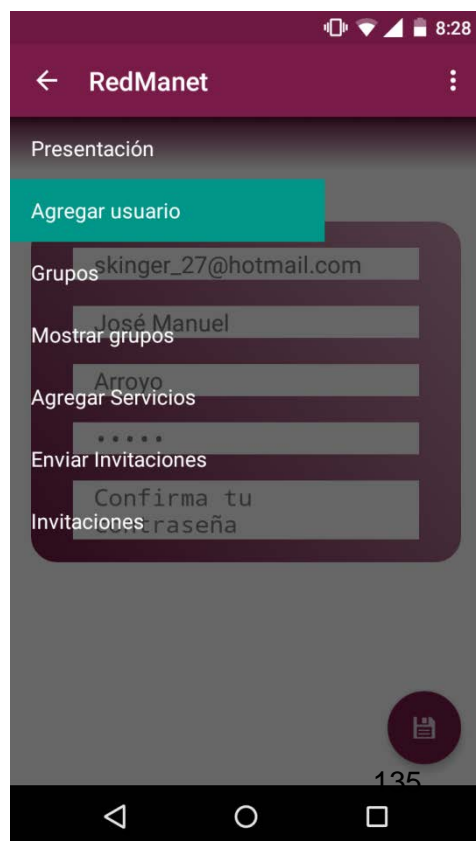 8:28
RedManet
Presentación
Agregar usuario
skinger_27@hotmail.com
Grupos
José Manuel
Mostrar grupos
Arroyo
Agregar Servicios
•••••
Enviar Invitaciones
Confirma tu
Invitaciones
contraseña
135